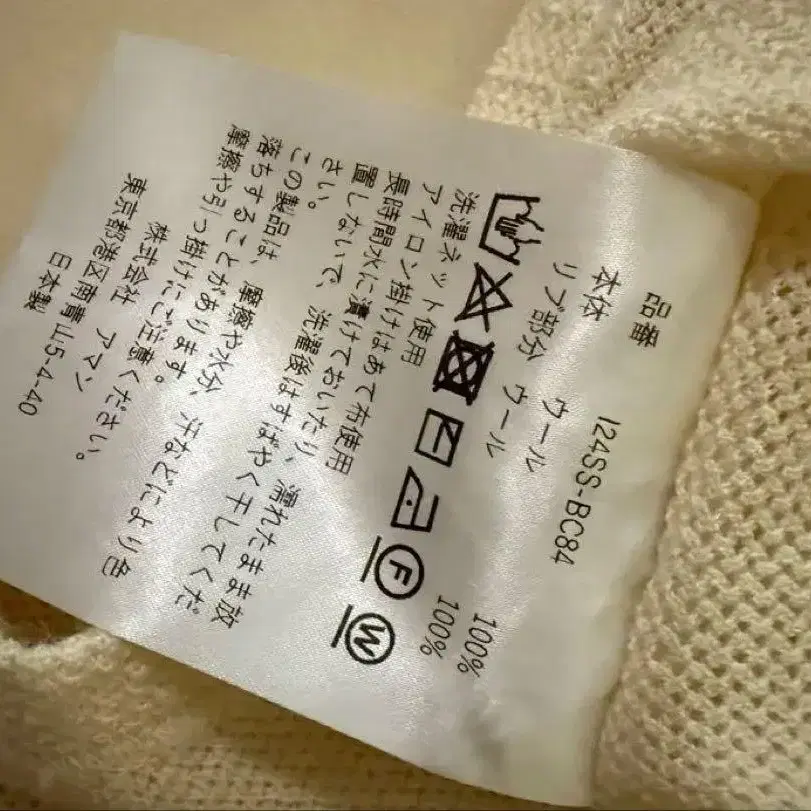 品番 I24SS-BC84
本体 ウール 100%
リブ部分 ウール 100%
F W
洗濯ネット使用
アイロン掛けはあて布使用
長時間水に漬けておいたり、濡れたまま放
置しないで、洗濯後はすばやく干してくだ
さい。
この製品は、摩擦や水分、汗などにより色
落ちすることがあります。
摩擦や引っ掛けにご注意ください。
株式会社 アマン
東京都港区南青山5-4-40
日本製